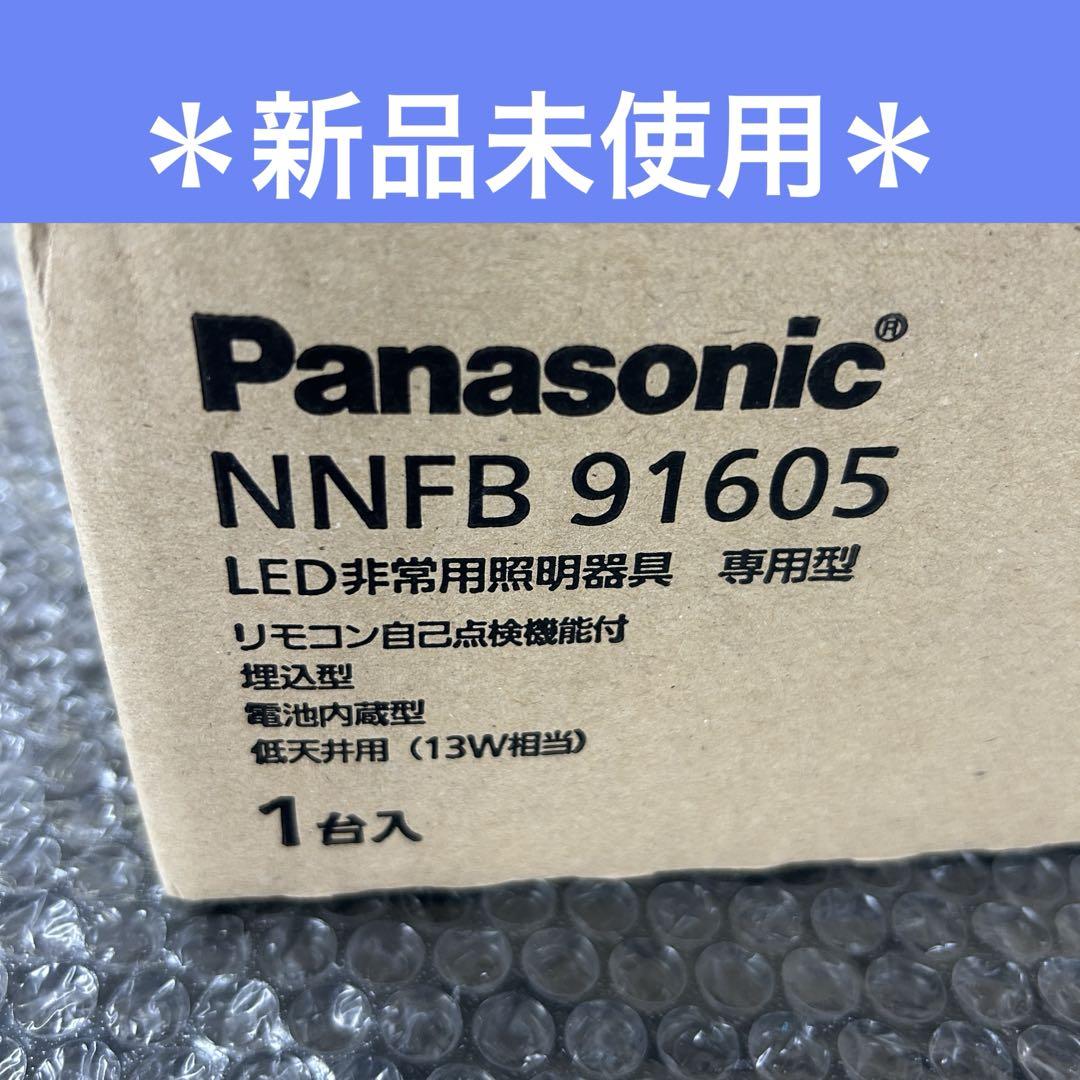 ＊新品未使用＊
Panasonic®
NNFB 91605
LED非常用照明器具　専用型
リモコン自己点検機能付
埋込型
電池内蔵型
低天井用（13W相当）
1台入